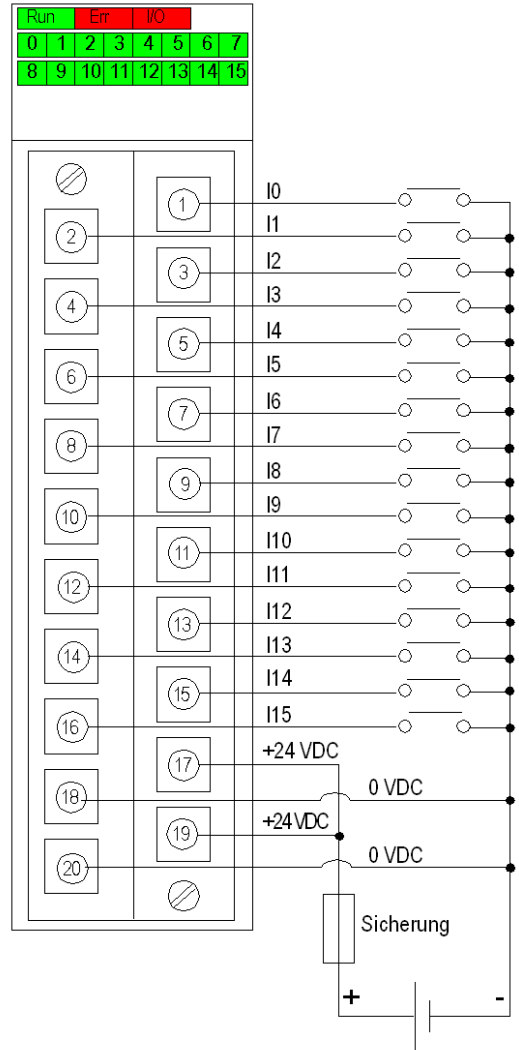 Run Err I/O
0 1 2 3 4 5 6 7
8 9 10 11 12 13 14 15
1 I0
2 I1
3 I2
4 I3
5 I4
6 I5
7 I6
8 I7
9 I8
10 I9
11 I10
12 I11
13 I12
14 I13
15 I14
16 I15
17 +24 VDC
18 0 VDC
19 +24VDC
20 0 VDC
Sicherung
+ -